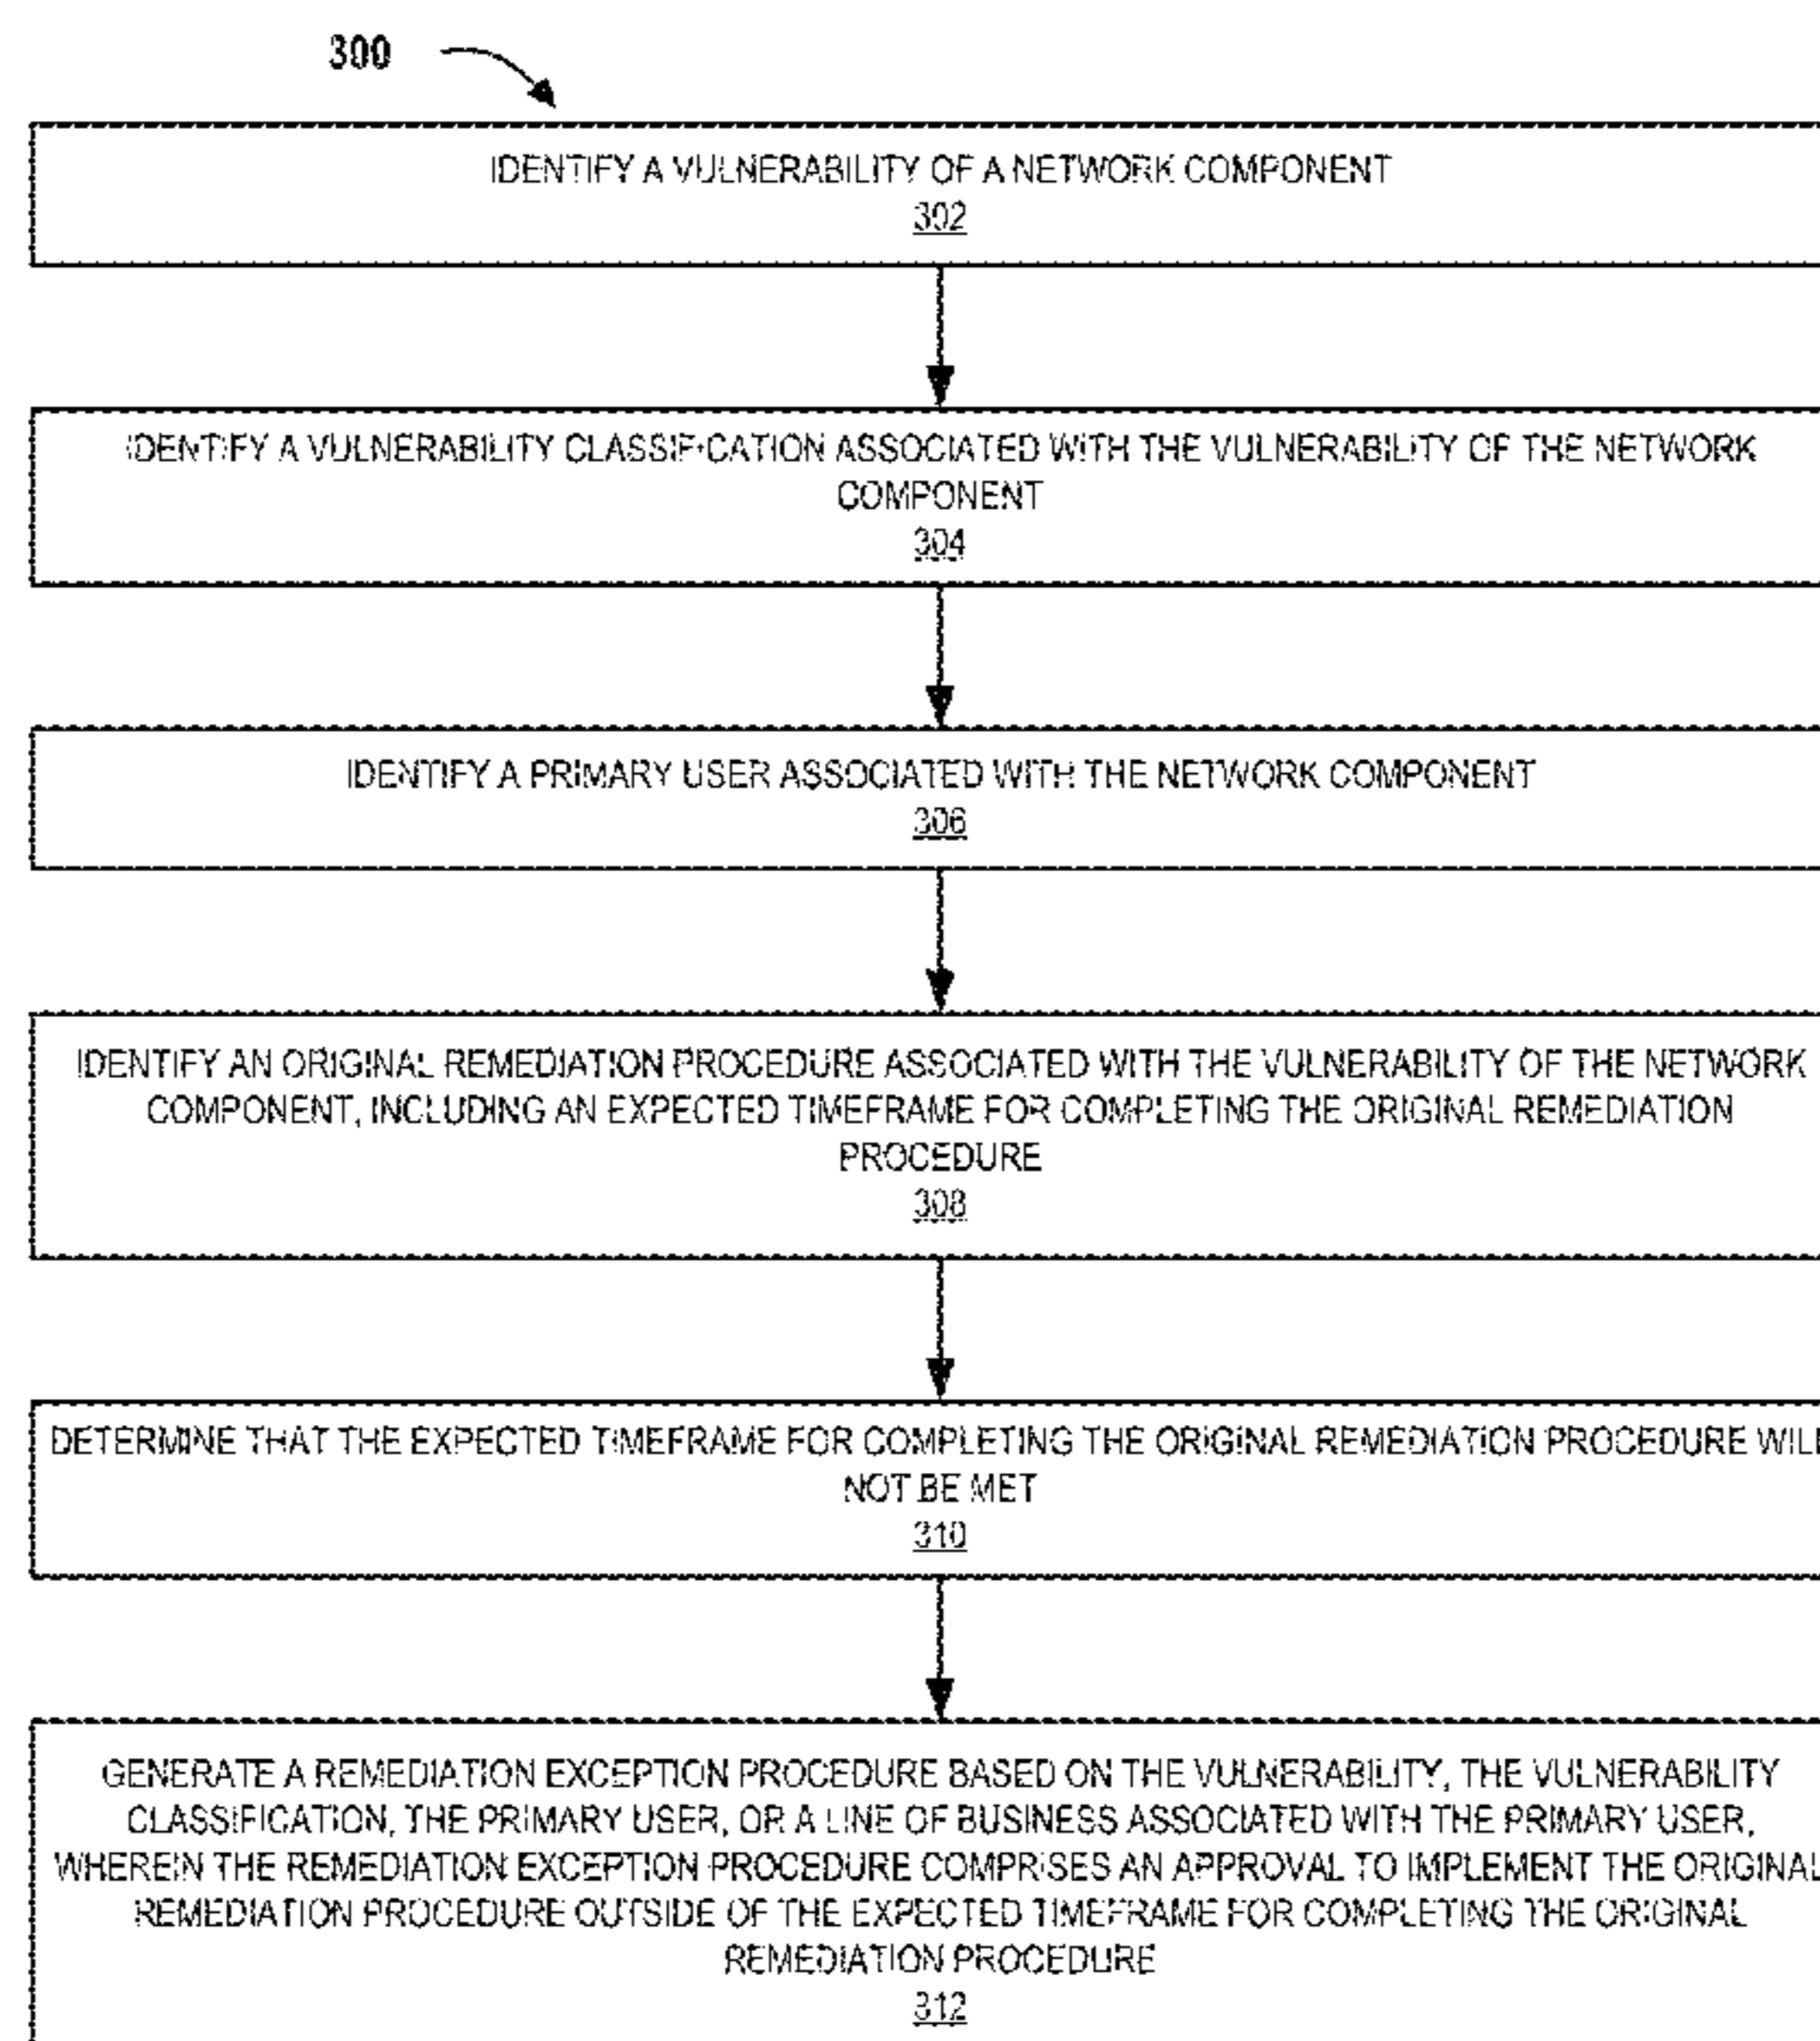 300
IDENTIFY A VULNERABILITY OF A NETWORK COMPONENT
302
IDENTIFY A VULNERABILITY CLASSIFICATION ASSOCIATED WITH THE VULNERABILITY OF THE NETWORK
COMPONENT
304
IDENTIFY A PRIMARY USER ASSOCIATED WITH THE NETWORK COMPONENT
306
IDENTIFY AN ORIGINAL REMEDIATION PROCEDURE ASSOCIATED WITH THE VULNERABILITY OF THE NETWORK
COMPONENT, INCLUDING AN EXPECTED TIMEFRAME FOR COMPLETING THE ORIGINAL REMEDIATION
PROCEDURE
308
DETERMINE THAT THE EXPECTED TIMEFRAME FOR COMPLETING THE ORIGINAL REMEDIATION PROCEDURE WILL
NOT BE MET
310
GENERATE A REMEDIATION EXCEPTION PROCEDURE BASED ON THE VULNERABILITY, THE VULNERABILITY
CLASSIFICATION, THE PRIMARY USER, OR A LINE OF BUSINESS ASSOCIATED WITH THE PRIMARY USER,
WHEREIN THE REMEDIATION EXCEPTION PROCEDURE COMPRISES AN APPROVAL TO IMPLEMENT THE ORIGINAL
REMEDIATION PROCEDURE OUTSIDE OF THE EXPECTED TIMEFRAME FOR COMPLETING THE ORIGINAL
REMEDIATION PROCEDURE
312